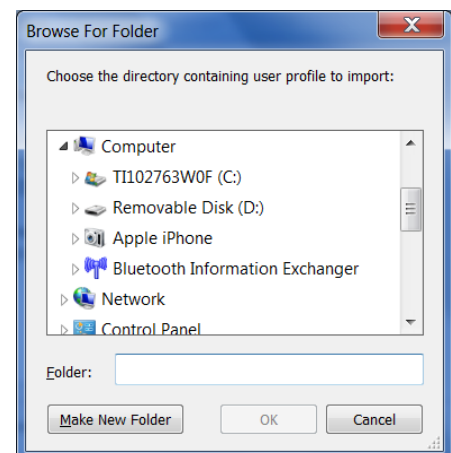 Browse For Folder
Choose the directory containing user profile to import:
Computer
TI102763W0F (C:)
Removable Disk (D:)
Apple iPhone
Bluetooth Information Exchanger
Network
Control Panel
Folder:
Make New Folder OK Cancel